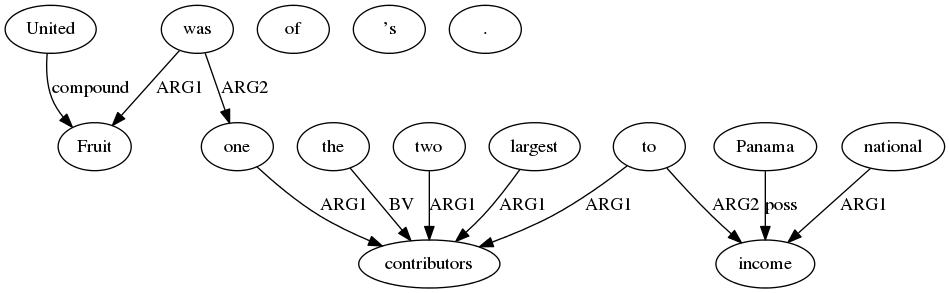 United was of 's .
compound ARG1 ARG2
Fruit one the two largest to Panama national
ARG1 BV ARG1 ARG1 ARG1 ARG2 poss ARG1
contributors income